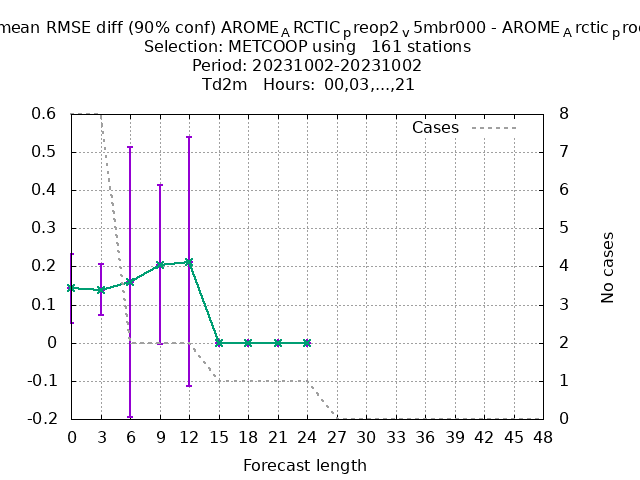 mean RMSE diff (90% conf) AROME_ARCTIC_preop2_v5mbr000 - AROME_Arctic_pro
Selection: METCOOP using 161 stations
Period: 20231002-20231002
Td2m Hours: 00,03,...,21
Cases
0.6
0.5
0.4
0.3
0.2
0.1
0
-0.1
-0.2
8
7
6
5
4
3
2
1
0
No cases
0 3 6 9 12 15 18 21 24 27 30 33 36 39 42 45 48
Forecast length